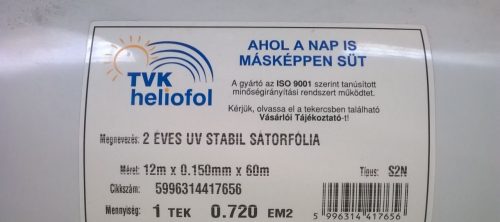 TVK
heliofol
AHOL A NAP IS
MÁSKÉPPEN SÜT
A gyártó az ISO 9001 szerint tanúsított
minőségirányítási rendszert működtet.
Kérjük, olvassa el a tekercsben található
Vásárlói Tájékoztató-t!
Megnevezés: 2 ÉVES UV STABIL SÁTORFÓLIA
Méret: 12m x 0.150mm x 60m
Típus: S2N
Cikkszám: 5996314417656
Mennyiség: 1 TEK 0.720 EM2
5 996314 417656